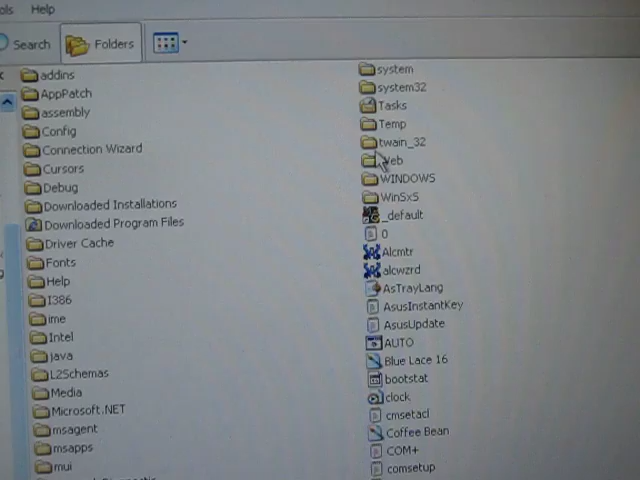 Help
Search
Folders
addins
AppPatch
assembly
Config
Connection Wizard
Cursors
Debug
Downloaded Installations
Downloaded Program Files
Driver Cache
Fonts
Help
I386
ime
Intel
java
L2Schemas
Media
Microsoft.NET
msagent
msapps
mui
system
system32
Tasks
Temp
twain_32
Web
WINDOWS
WinSxS
_default
0
Alcmtr
alcwzrd
AsTrayLang
AsusInstantKey
AsusUpdate
AUTO
Blue Lace 16
bootstat
clock
cmsetacl
Coffee Bean
COM+
comsetup